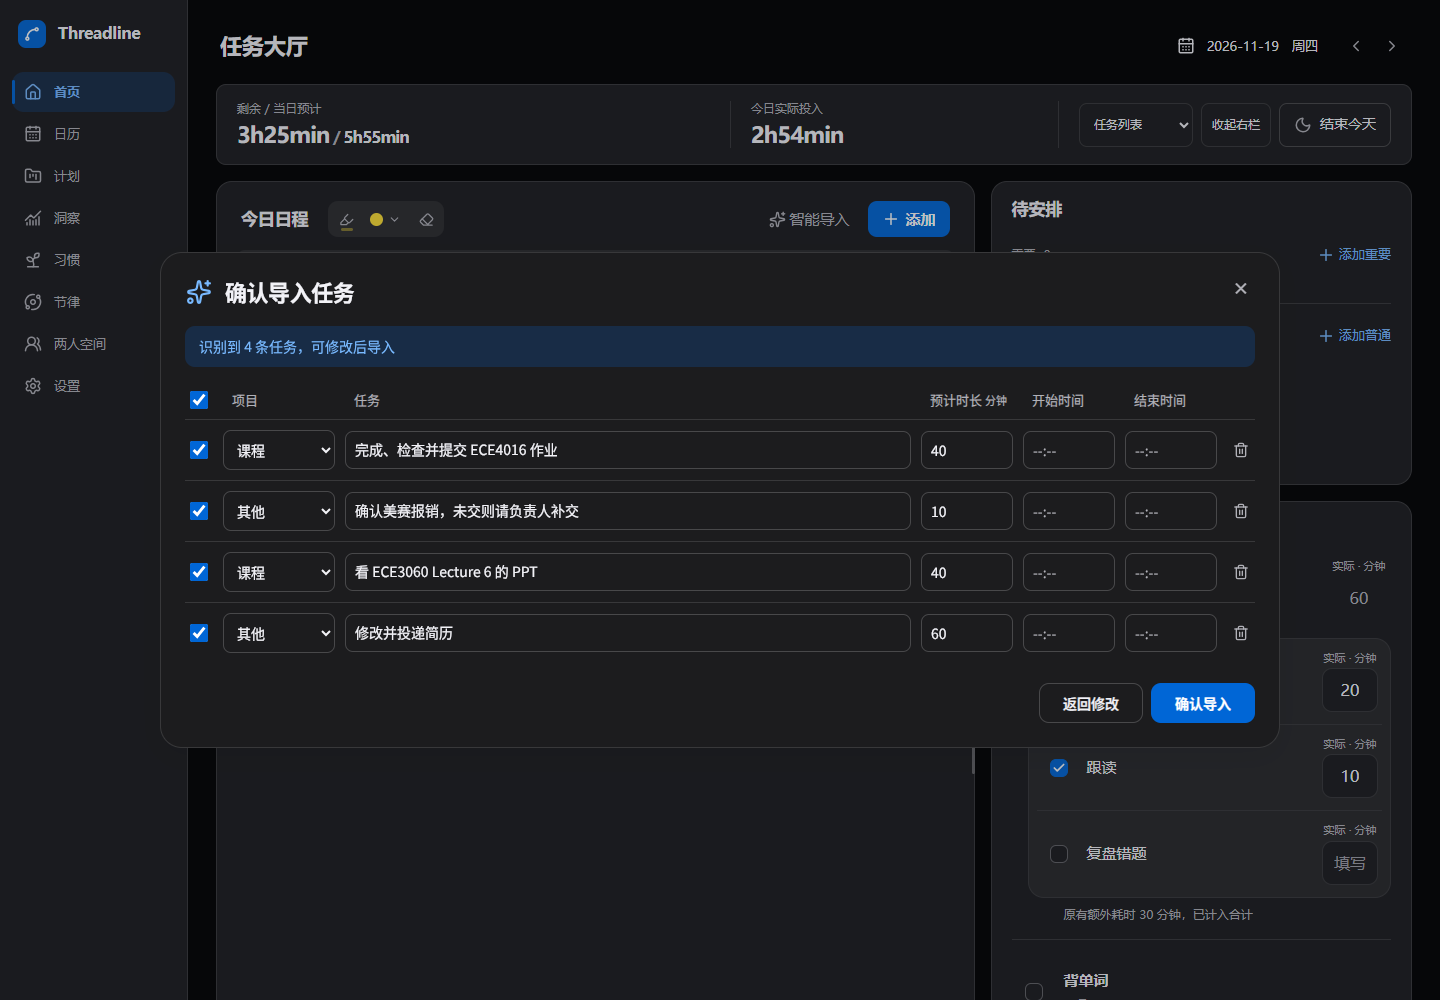 Threadline
首页
日历
计划
洞察
习惯
节律
两人空间
设置
任务大厅
2026-11-19 周四
剩余 / 当日预计
3h25min / 5h55min
今日实际投入
2h54min
任务列表
收起右栏
结束今天
今日日程
智能导入
添加
待安排
添加重要
添加普通
确认导入任务
识别到 4 条任务，可修改后导入
项目 任务 预计时长 分钟 开始时间 结束时间
课程 完成、检查并提交 ECE4016 作业 40 --:-- --:--
其他 确认美赛报销，未交则请负责人补交 10 --:-- --:--
课程 看 ECE3060 Lecture 6 的 PPT 40 --:-- --:--
其他 修改并投递简历 60 --:-- --:--
返回修改 确认导入
实际 · 分钟
60
实际 · 分钟
20
实际 · 分钟
跟读 10
实际 · 分钟
复盘错题 填写
原有额外耗时 30 分钟，已计入合计
背单词